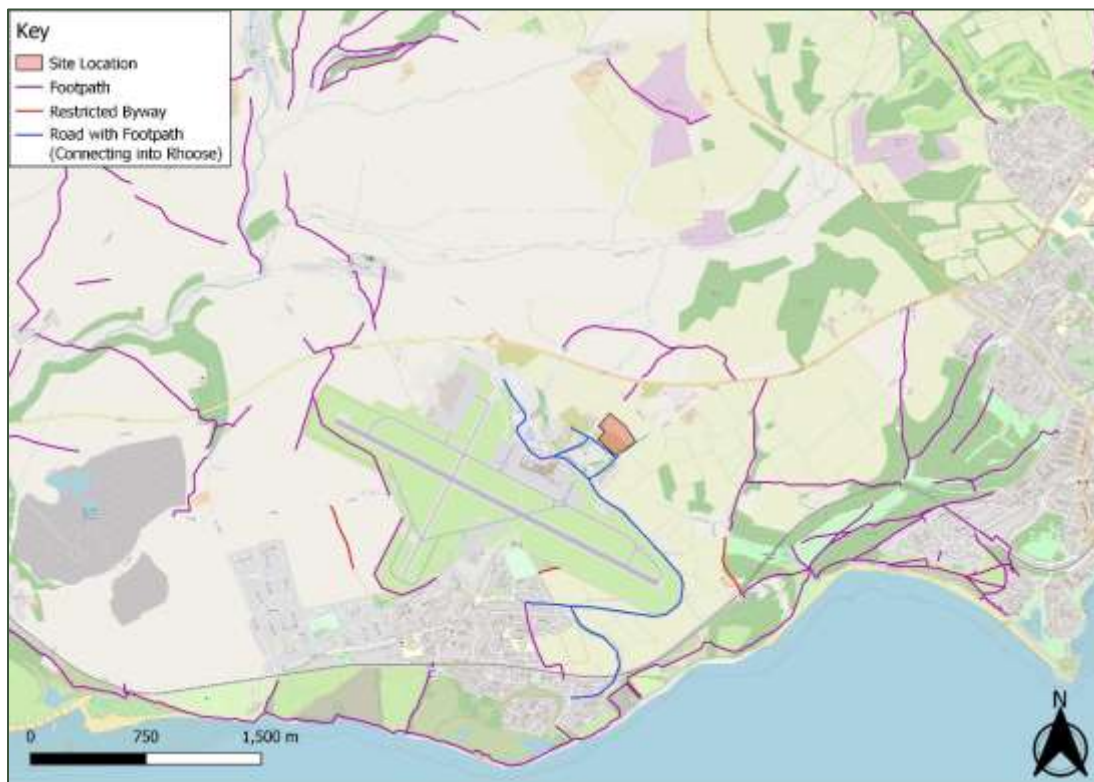 Key
Site Location
Footpath
Restricted Byway
Road with Footpath
(Connecting into Rhoose)
N
0 750 1,500 m